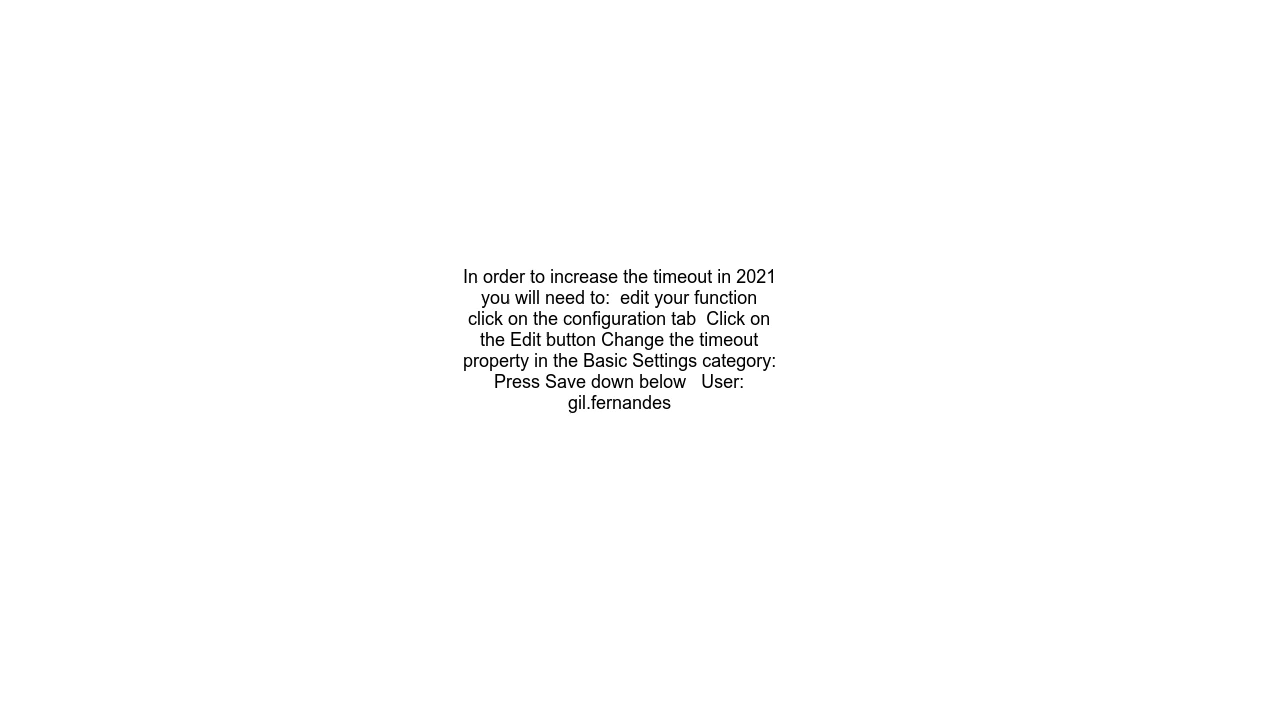 In order to increase the timeout in 2021
you will need to:  edit your function
click on the configuration tab  Click on
the Edit button Change the timeout
property in the Basic Settings category:
Press Save down below   User:
gil.fernandes